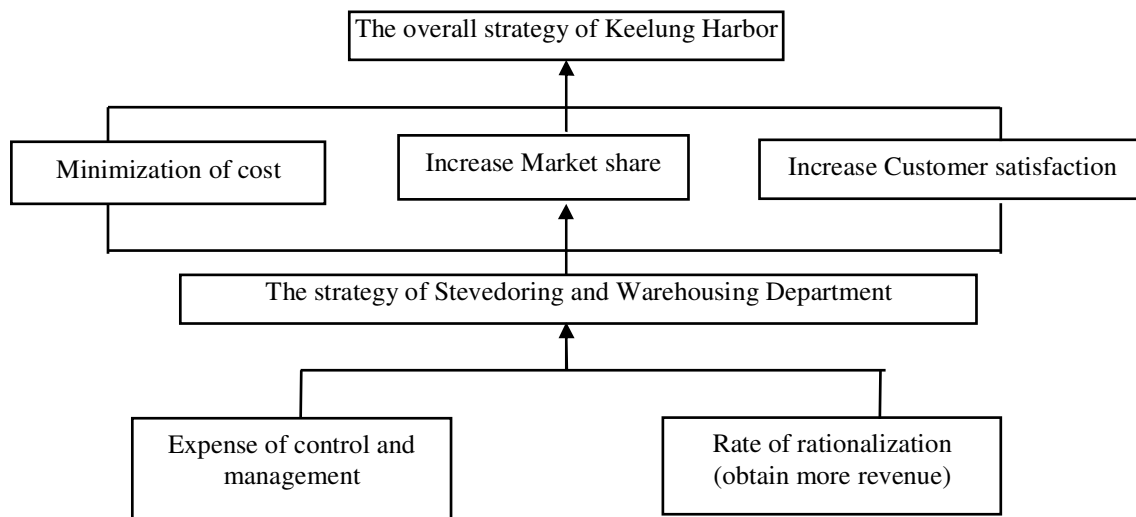 The overall strategy of Keelung Harbor
Minimization of cost
Increase Market share
Increase Customer satisfaction
The strategy of Stevedoring and Warehousing Department
Expense of control and
management
Rate of rationalization
(obtain more revenue)